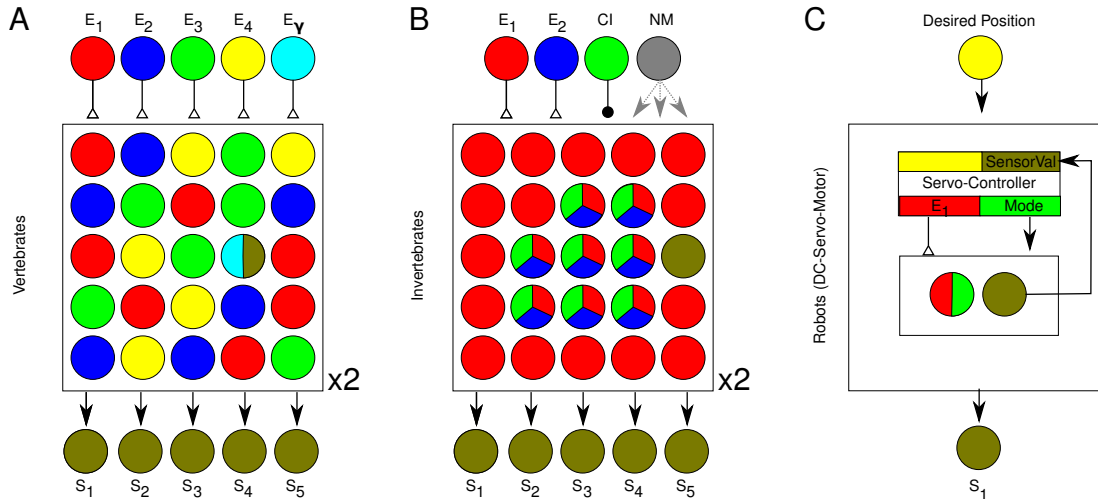 A
E1 E2 E3 E4 Eγ
Vertebrates
x2
S1 S2 S3 S4 S5
B
E1 E2 CI NM
Invertebrates
x2
S1 S2 S3 S4 S5
C
Desired Position
Robots (DC-Servo-Motor)
SensorVal
Servo-Controller
E1 Mode
S1